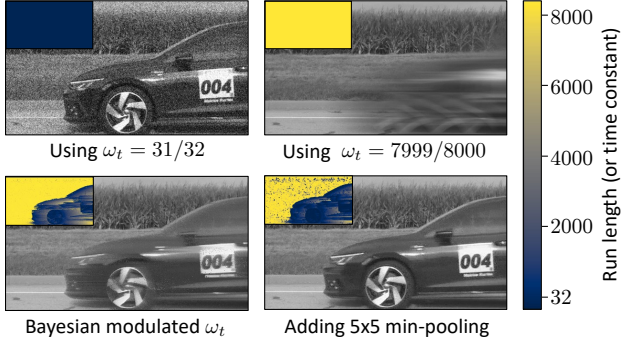 004
Using ω_t = 31/32
Using ω_t = 7999/8000
004
Bayesian modulated ω_t
004
Adding 5x5 min-pooling
8000
6000
4000
2000
32
Run length (or time constant)